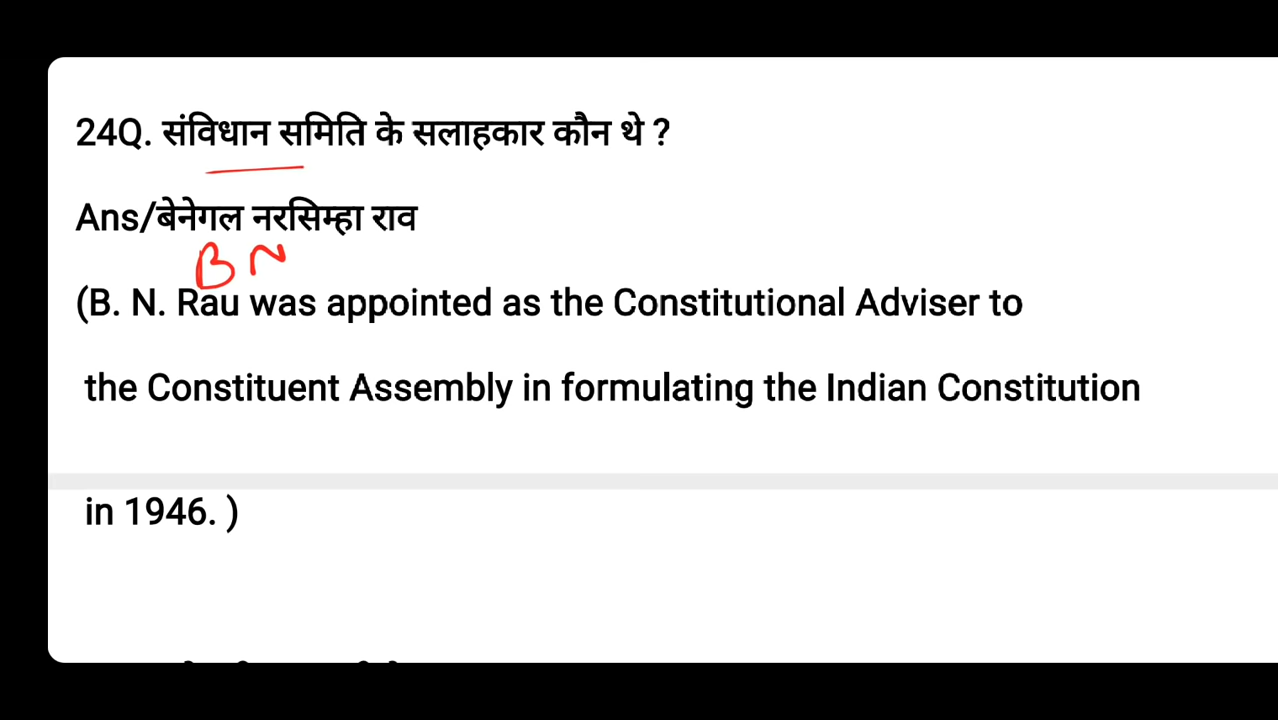 24Q. संविधान समिति के सलाहकार कौन थे ?
Ans/बेनेगल नरसिम्हा राव
B N
(B. N. Rau was appointed as the Constitutional Adviser to
the Constituent Assembly in formulating the Indian Constitution
in 1946. )